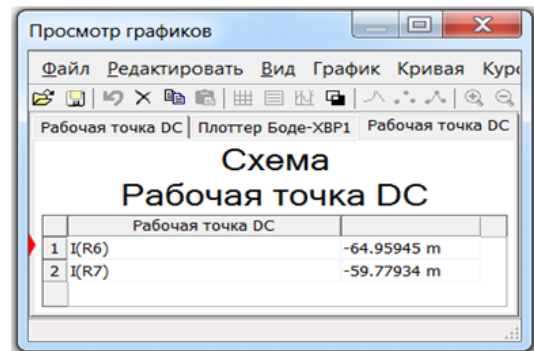 Просмотр графиков
Файл Редактировать Вид График Кривая
Рабочая точка DC Плоттер Боде-XBP1 Рабочая точка DC
Схема
Рабочая точка DC
Рабочая точка DC
1 I(R6) -64.95945 m
2 I(R7) -59.77934 m